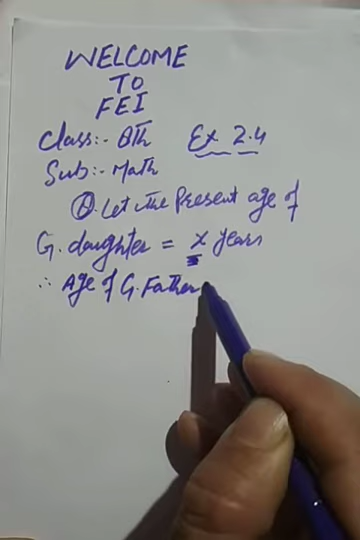 WELCOME
TO
FEI
Class:- 8Th Ex 2.4
Sub:- Math
Q. Let the Present age of
G. daughter = x years
∴ Age of G. Father